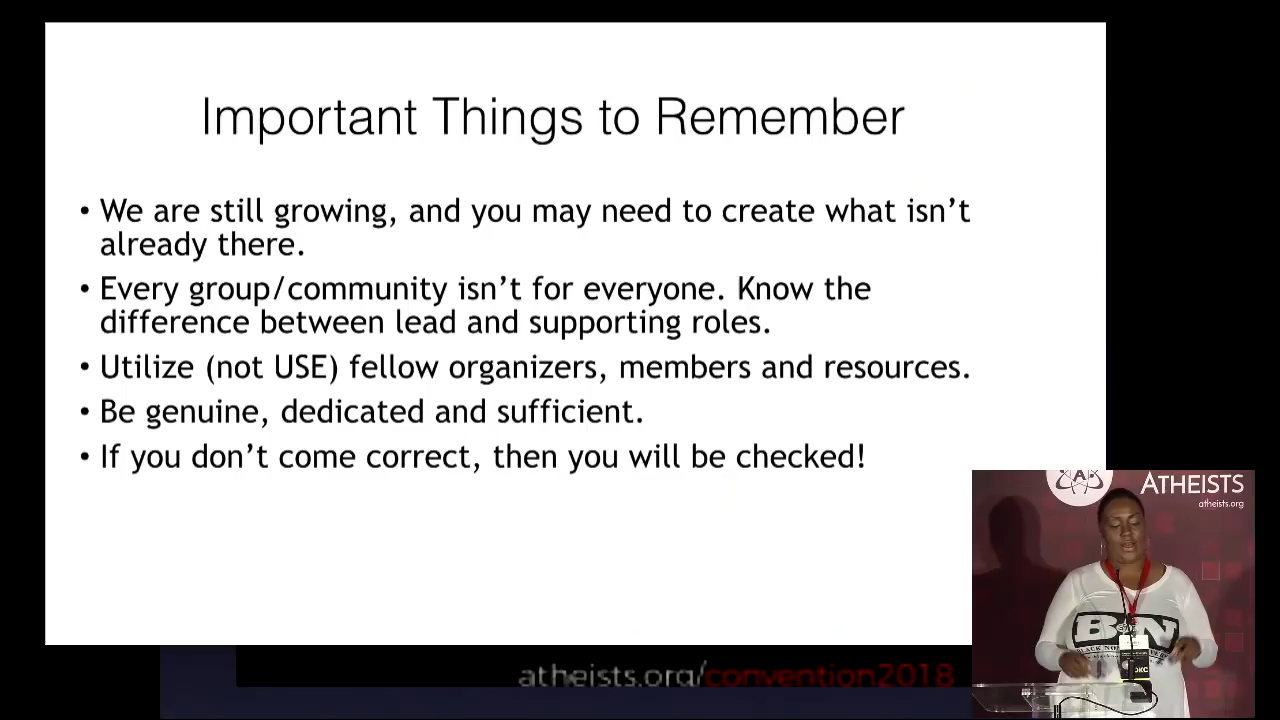 Important Things to Remember
• We are still growing, and you may need to create what isn’t
already there.
• Every group/community isn’t for everyone. Know the
difference between lead and supporting roles.
• Utilize (not USE) fellow organizers, members and resources.
• Be genuine, dedicated and sufficient.
• If you don’t come correct, then you will be checked!
A
ATHEISTS
atheists.org
BN
OKC
atheists.org/convention2018